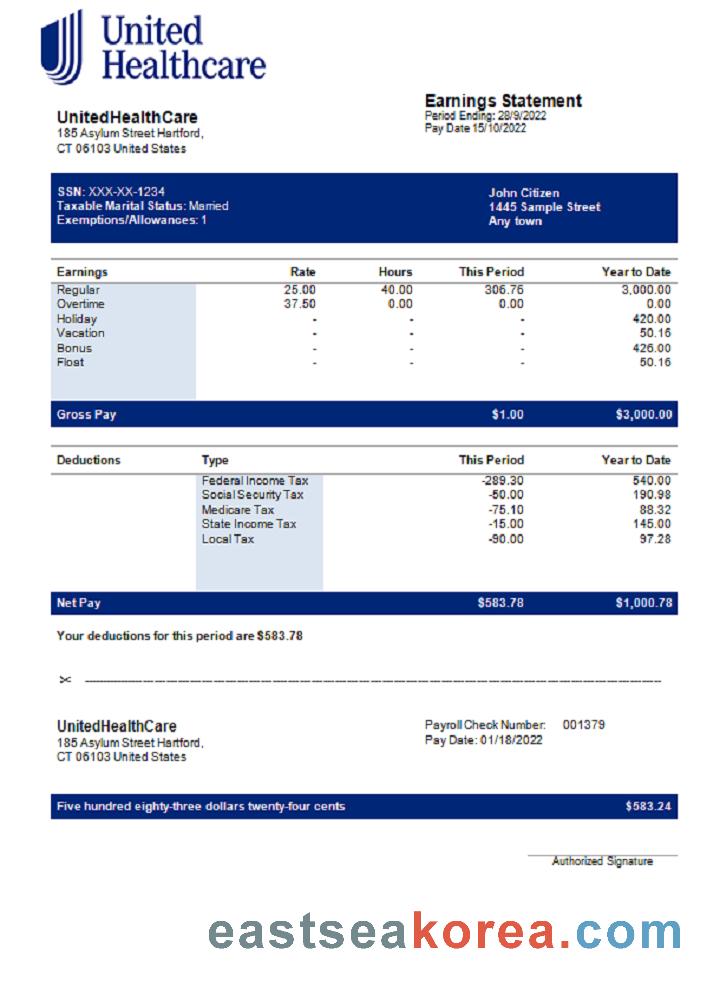 United
Healthcare
Earnings Statement
Period Ending: 28/9/2022
Pay Date 15/10/2022
UnitedHealthCare
185 Asylum Street Hartford,
CT 06103 United States
SSN: XXX-XX-1234
Taxable Marital Status: Married
Exemptions/Allowances: 1
John Citizen
1445 Sample Street
Any town
Earnings Rate Hours This Period Year to Date
Regular 25.00 40.00 306.76 3,000.00
Overtime 37.50 0.00 0.00 0.00
Holiday - - - 420.00
Vacation - - - 50.16
Bonus - - - 426.00
Float - - - 50.16
Gross Pay $1.00 $3,000.00
Deductions Type This Period Year to Date
Federal Income Tax -289.30 540.00
Social Security Tax -50.00 190.98
Medicare Tax -75.10 88.32
State Income Tax -15.00 145.00
Local Tax -90.00 97.28
Net Pay $583.78 $1,000.78
Your deductions for this period are $583.78
UnitedHealthCare
185 Asylum Street Hartford,
CT 06103 United States
Payroll Check Number: 001379
Pay Date: 01/18/2022
Five hundred eighty-three dollars twenty-four cents $583.24
Authorized Signature
eastseakorea.com